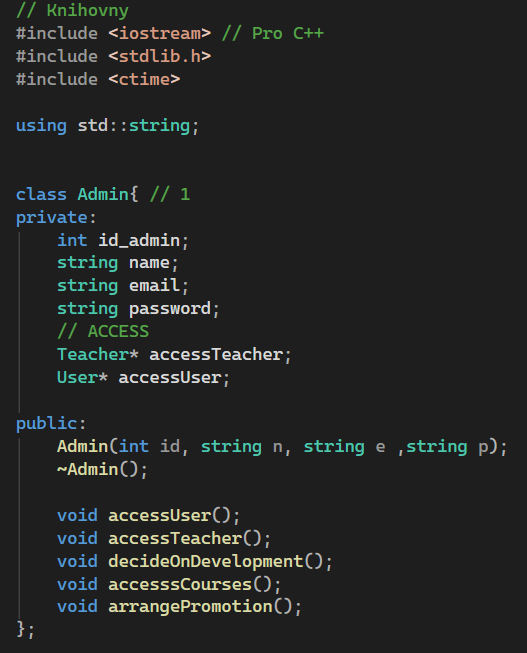 // Knihovny
#include <iostream> // Pro C++
#include <stdlib.h>
#include <ctime>
using std::string;
class Admin{ // 1
private:
int id_admin;
string name;
string email;
string password;
// ACCESS
Teacher* accessTeacher;
User* accessUser;
public:
Admin(int id, string n, string e ,string p);
~Admin();
void accessUser();
void accessTeacher();
void decideOnDevelopment();
void accesssCourses();
void arrangePromotion();
};